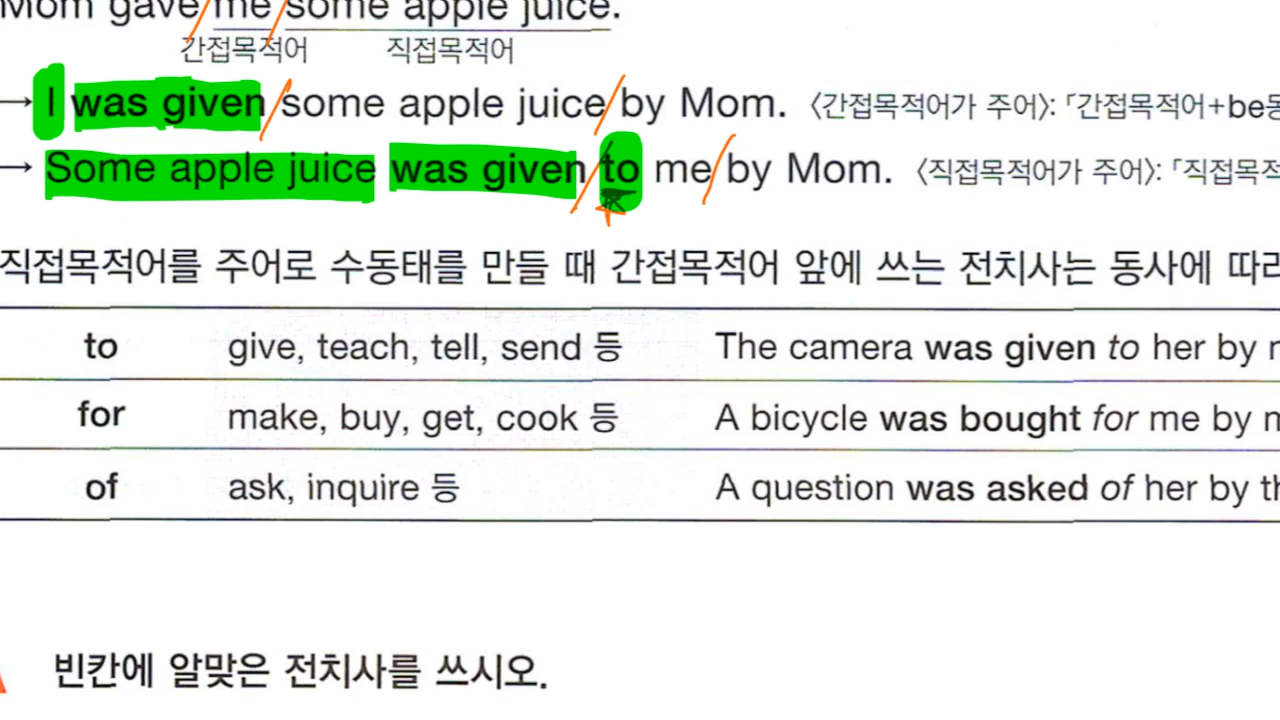 Mom gave me some apple juice.
간접목적어 직접목적어
→ I was given some apple juice by Mom. 〈간접목적어가 주어〉: 「간접목적어+be동
→ Some apple juice was given to me by Mom. 〈직접목적어가 주어〉: 「직접목적
직접목적어를 주어로 수동태를 만들 때 간접목적어 앞에 쓰는 전치사는 동사에 따라
to give, teach, tell, send 등 The camera was given to her by
for make, buy, get, cook 등 A bicycle was bought for me by
of ask, inquire 등 A question was asked of her by th
빈칸에 알맞은 전치사를 쓰시오.